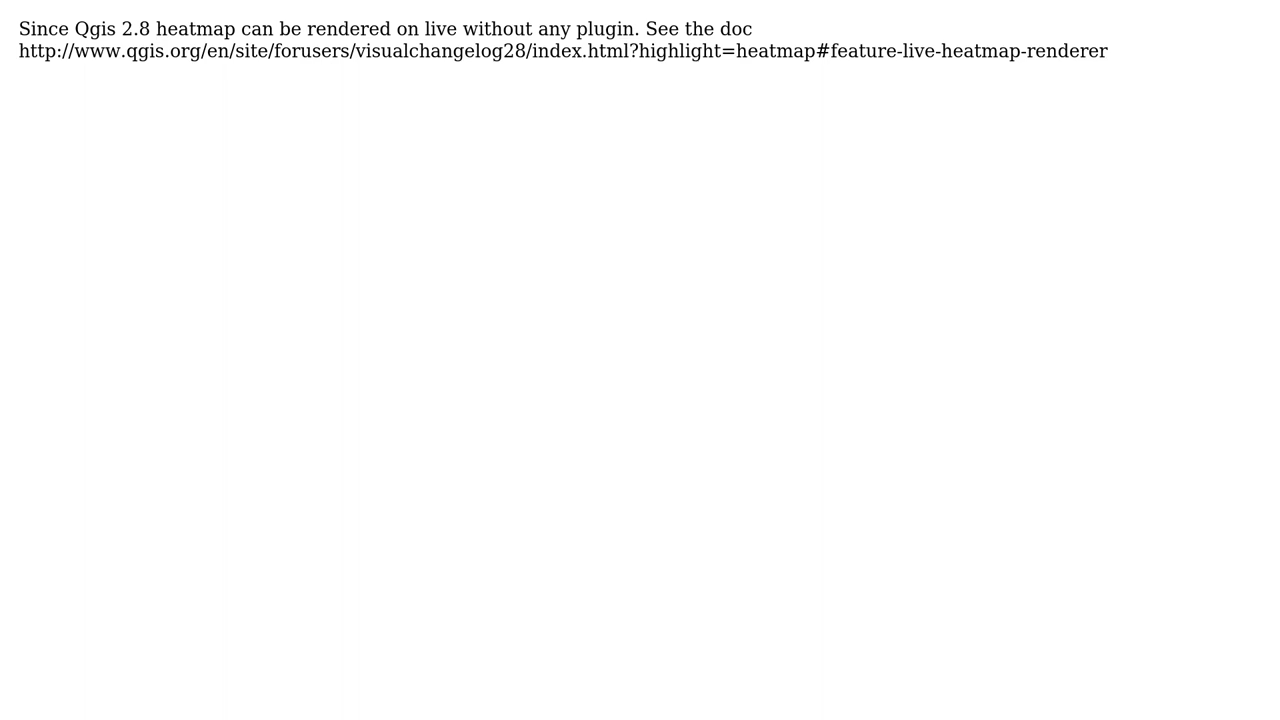 Since Qgis 2.8 heatmap can be rendered on live without any plugin. See the doc
http://www.qgis.org/en/site/forusers/visualchangelog28/index.html?highlight=heatmap#feature-live-heatmap-renderer